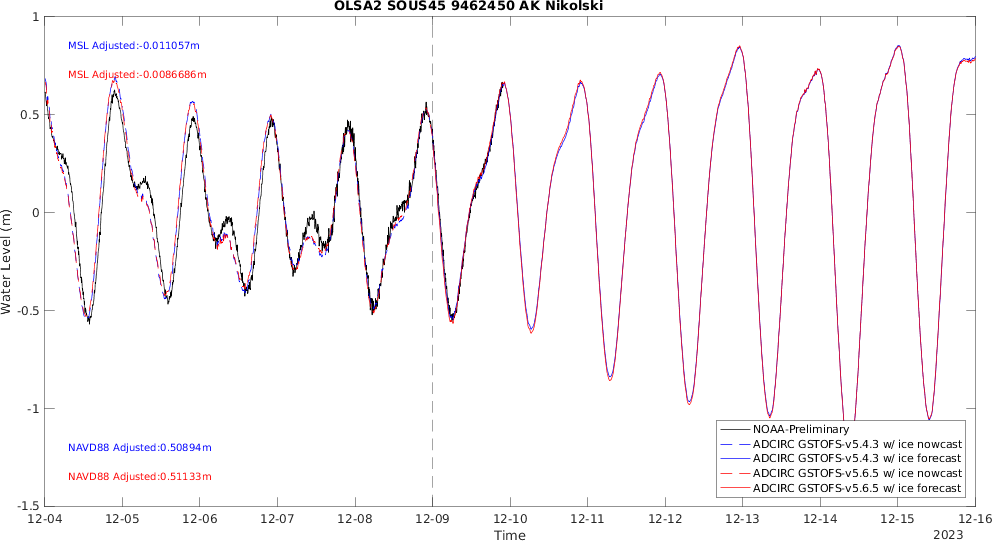 OLSA2 SOUS45 9462450 AK Nikolski
MSL Adjusted:-0.011057m
MSL Adjusted:-0.0086686m
NAVD88 Adjusted:0.50894m
NAVD88 Adjusted:0.51133m
Water Level (m)
1
0.5
0
-0.5
-1
-1.5
NOAA-Preliminary
ADCIRC GSTOFS-v5.4.3 w/ ice nowcast
ADCIRC GSTOFS-v5.4.3 w/ ice forecast
ADCIRC GSTOFS-v5.6.5 w/ ice nowcast
ADCIRC GSTOFS-v5.6.5 w/ ice forecast
12-04 12-05 12-06 12-07 12-08 12-09 12-10 12-11 12-12 12-13 12-14 12-15 12-16
Time
2023